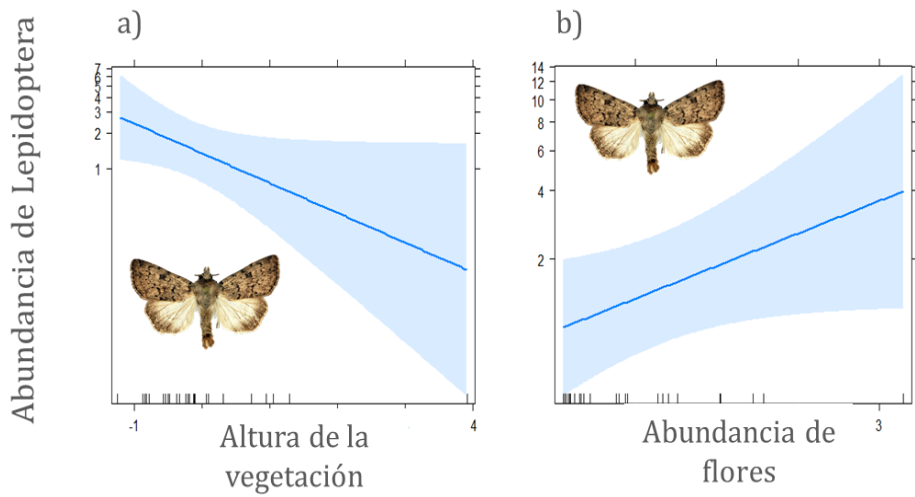 a)
b)
Abundancia de Lepidoptera
7
6
5
4
3
2
1
14
12
10
8
6
4
2
-1
4
3
Altura de la
vegetación
Abundancia de
flores